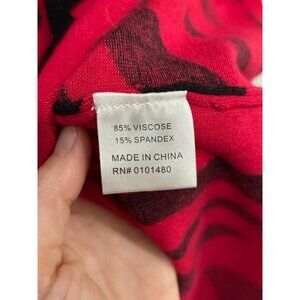 85% VISCOSE
15% SPANDEX
MADE IN CHINA
RN# 0101480